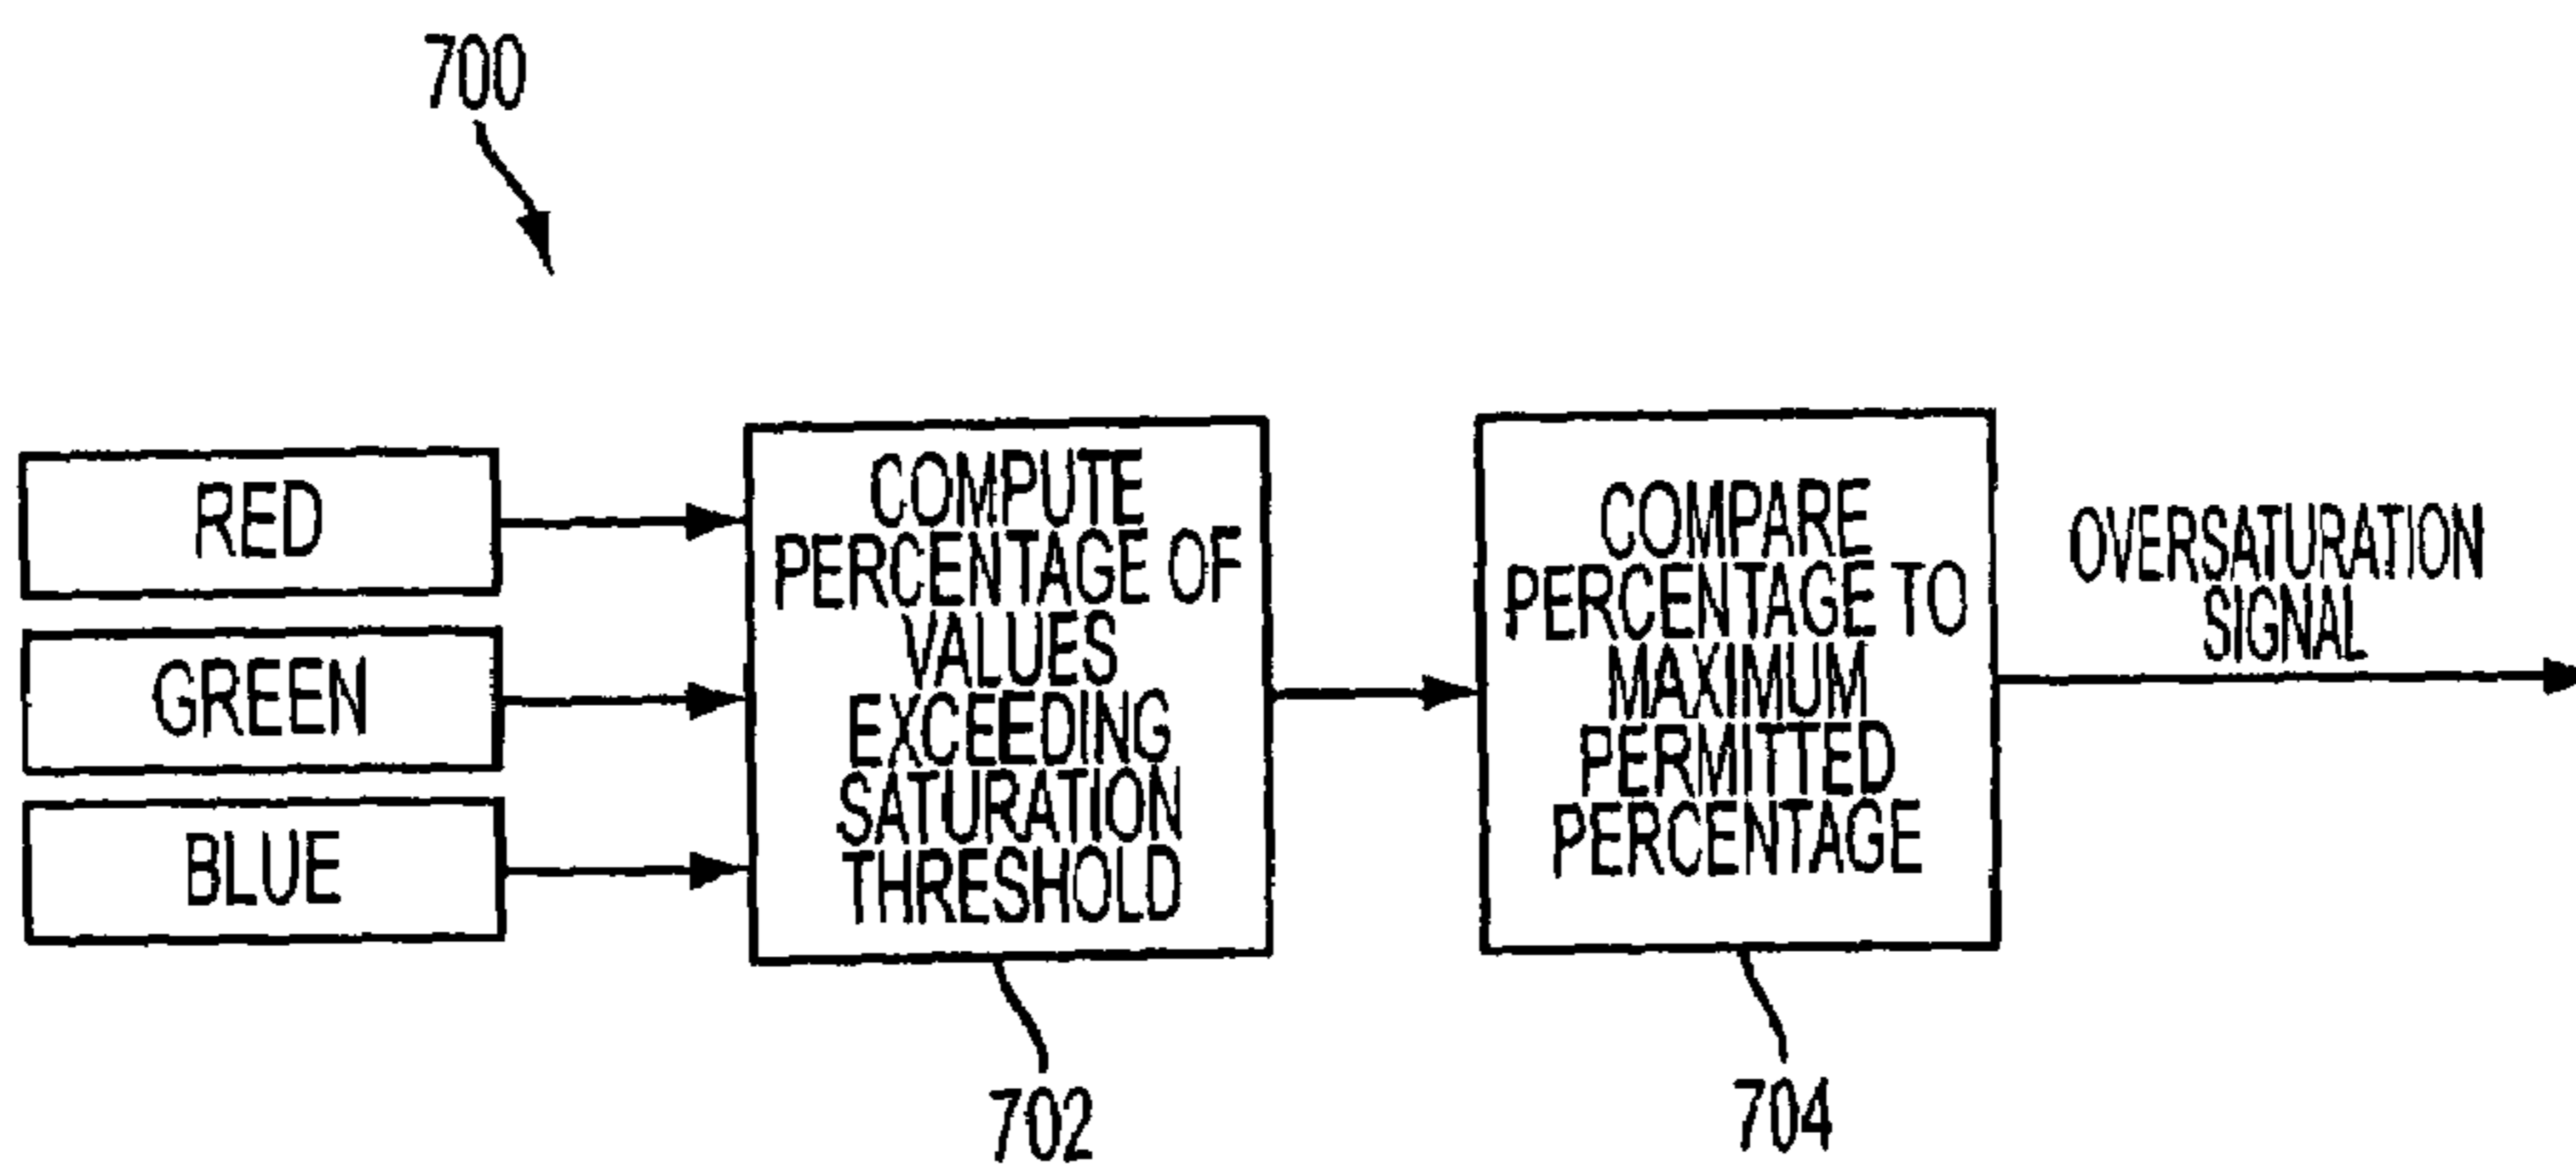 700
RED
GREEN
BLUE
COMPUTE
PERCENTAGE OF
VALUES
EXCEEDING
SATURATION
THRESHOLD
702
COMPARE
PERCENTAGE TO
MAXIMUM
PERMITTED
PERCENTAGE
704
OVERSATURATION
SIGNAL